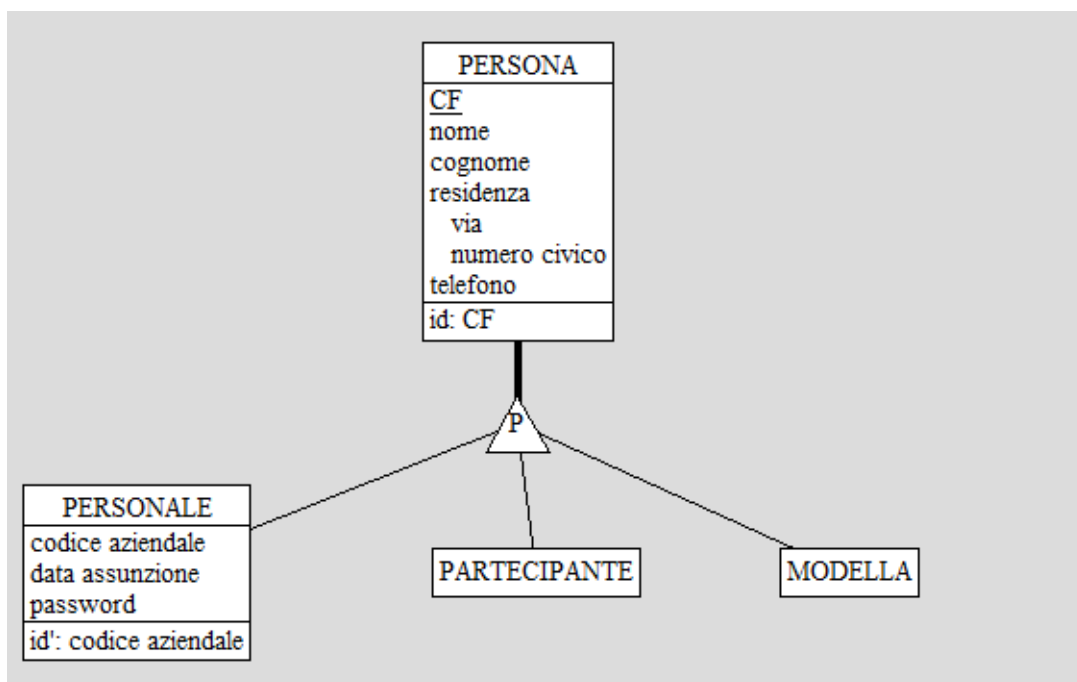 PERSONA
CF
nome
cognome
residenza
via
numero civico
telefono
id: CF
P
PERSONALE
codice aziendale
data assunzione
password
id': codice aziendale
PARTECIPANTE
MODELLA